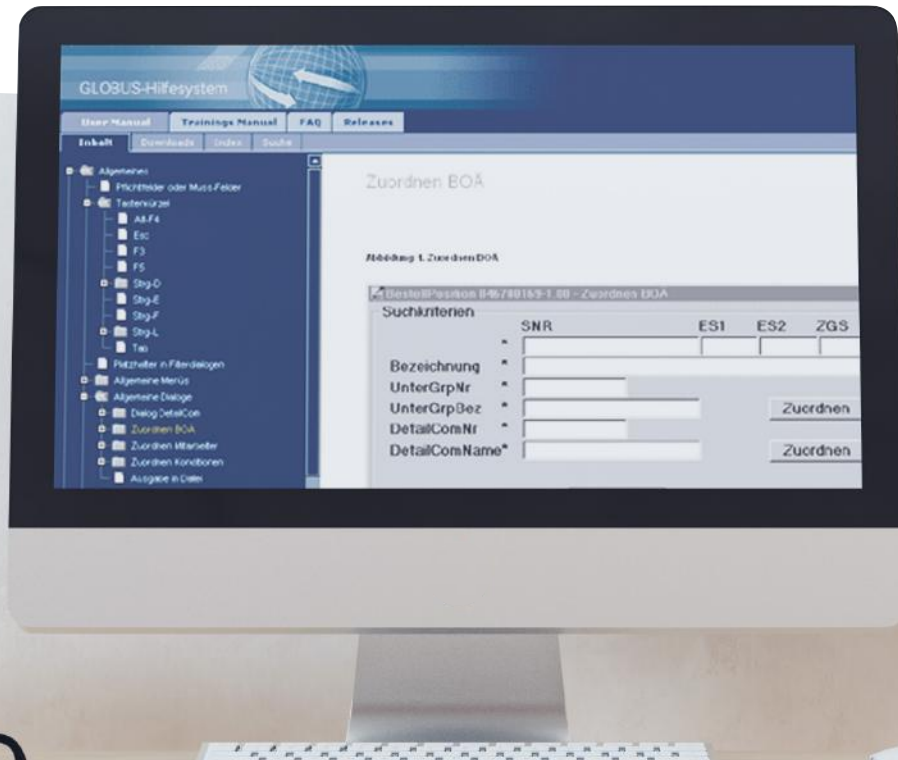 GLOBUS-Hilfesystem
User Manual Trainings Manual FAQ Releases
Inhalt Downloads Index Suche
Allgemeines
Pflichtfelder oder Muss-Felder
Tastenkürzel
Alt-F4
Esc
F3
F5
Strg-D
Strg-E
Strg-F
Strg-L
Tab
Platzhalter in Filterdialogen
Allgemeine Menüs
Allgemeine Dialoge
Dialog DetailCom
Zuordnen BOA
Zuordnen Mitarbeiter
Zuordnen Konditionen
Ausgabe in Datei
Zuordnen BOA
Abbildung 1. Zuordnen BOA
BestellPosition - Zuordnen BOA
Suchkriterien
SNR ES1 ES2 ZGS
*
Bezeichnung *
UnterGrpNr *
UnterGrpBez * Zuordnen
DetailComNr *
DetailComName* Zuordnen